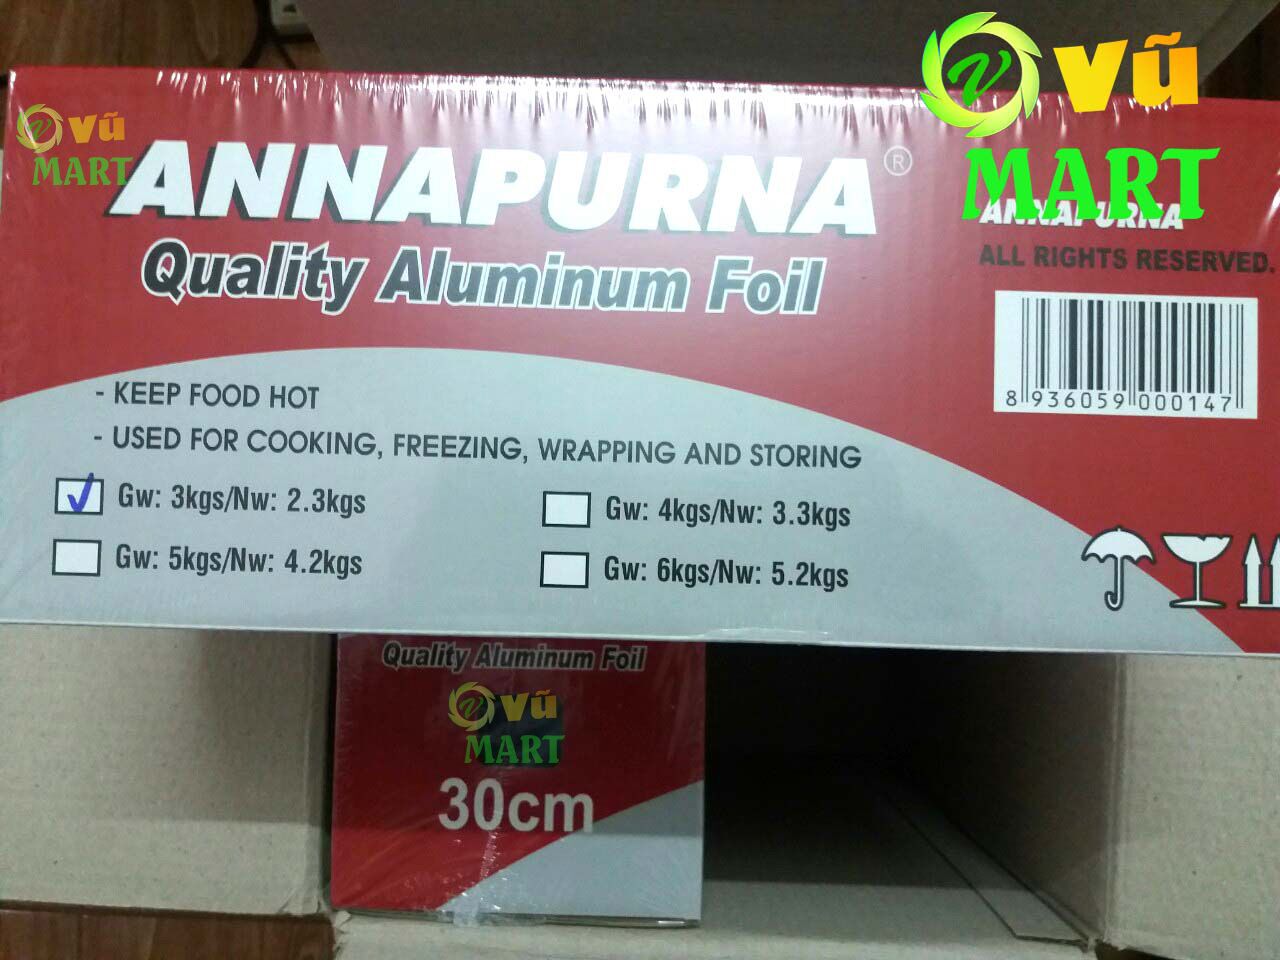 Vũ
MART
Vũ
MART
ANNAPURNA®
Quality Aluminum Foil
ANNAPURNA
ALL RIGHTS RESERVED.
8 936059 000147
- KEEP FOOD HOT
- USED FOR COOKING, FREEZING, WRAPPING AND STORING
Gw: 3kgs/Nw: 2.3kgs
Gw: 4kgs/Nw: 3.3kgs
Gw: 5kgs/Nw: 4.2kgs
Gw: 6kgs/Nw: 5.2kgs
Quality Aluminum Foil
Vũ
MART
30cm